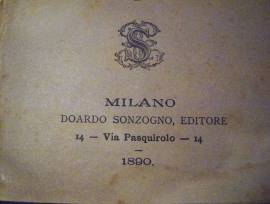 MILANO
DOARDO SONZOGNO, EDITORE
14 — Via Pasquirolo — 14
—
1890.